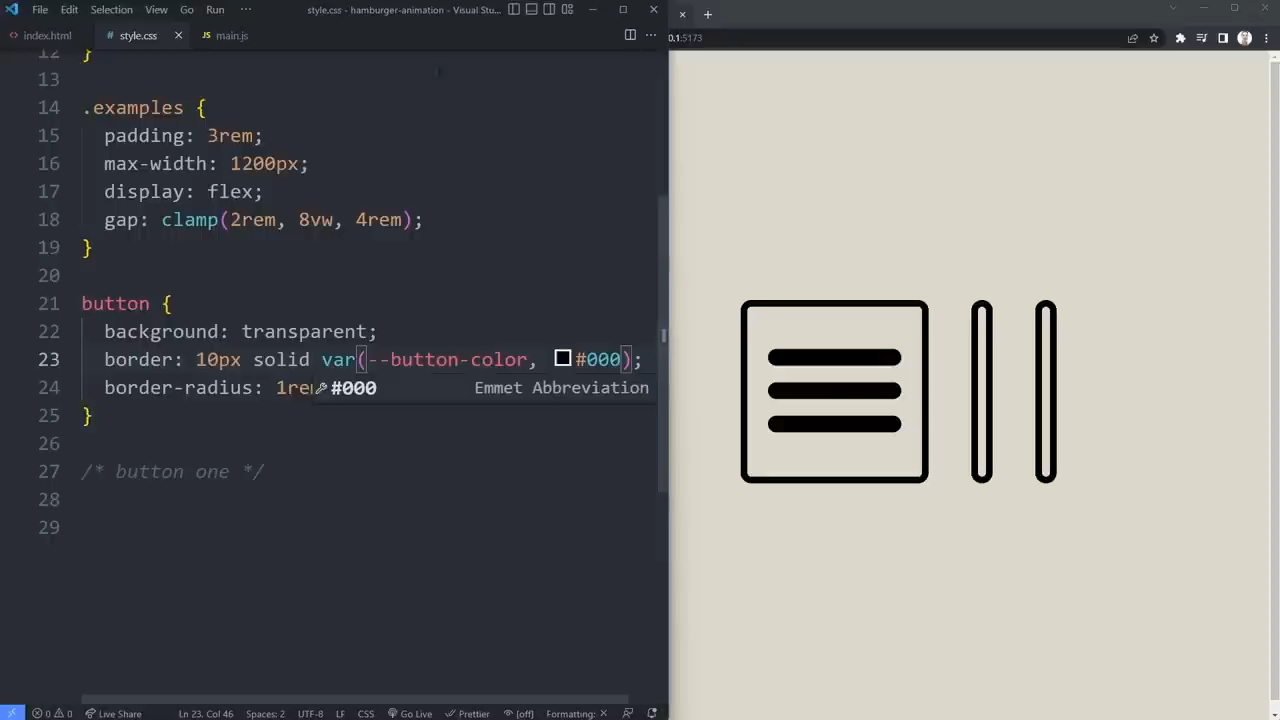 File Edit Selection View Go Run ··· style.css - hamburger-animation - Visual Stu...
index.html # style.css JS main.js
0.1:5173
12 }
13
14 .examples {
15 padding: 3rem;
16 max-width: 1200px;
17 display: flex;
18 gap: clamp(2rem, 8vw, 4rem);
19 }
20
21 button {
22 background: transparent;
23 border: 10px solid var(--button-color, #000);
24 border-radius: 1re
#000 Emmet Abbreviation
25 }
26
27 /* button one */
28
29
0 0 Live Share Ln 23, Col 46 Spaces: 2 UTF-8 LF CSS Go Live Prettier [off] Formatting: ×